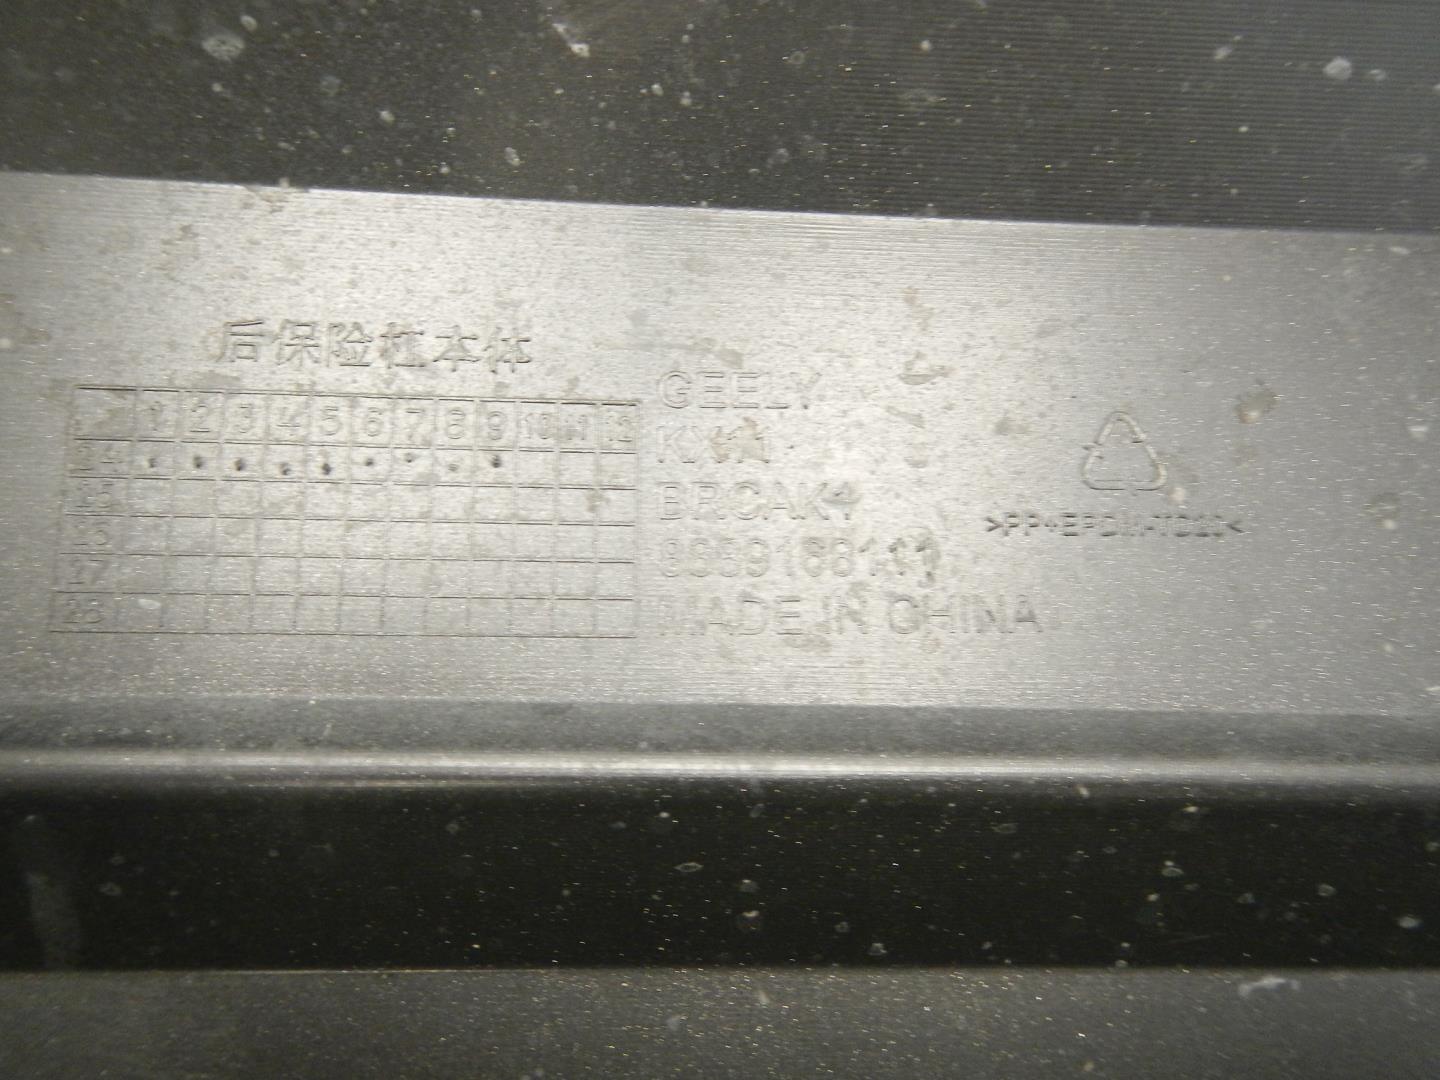 后保险杠本体
1 2 3 4 5 6 7 8 9 10 11 12
24
25
26
27
28
GEELY
KX11
MADE IN CHINA
>PP+EPDM-TD20<